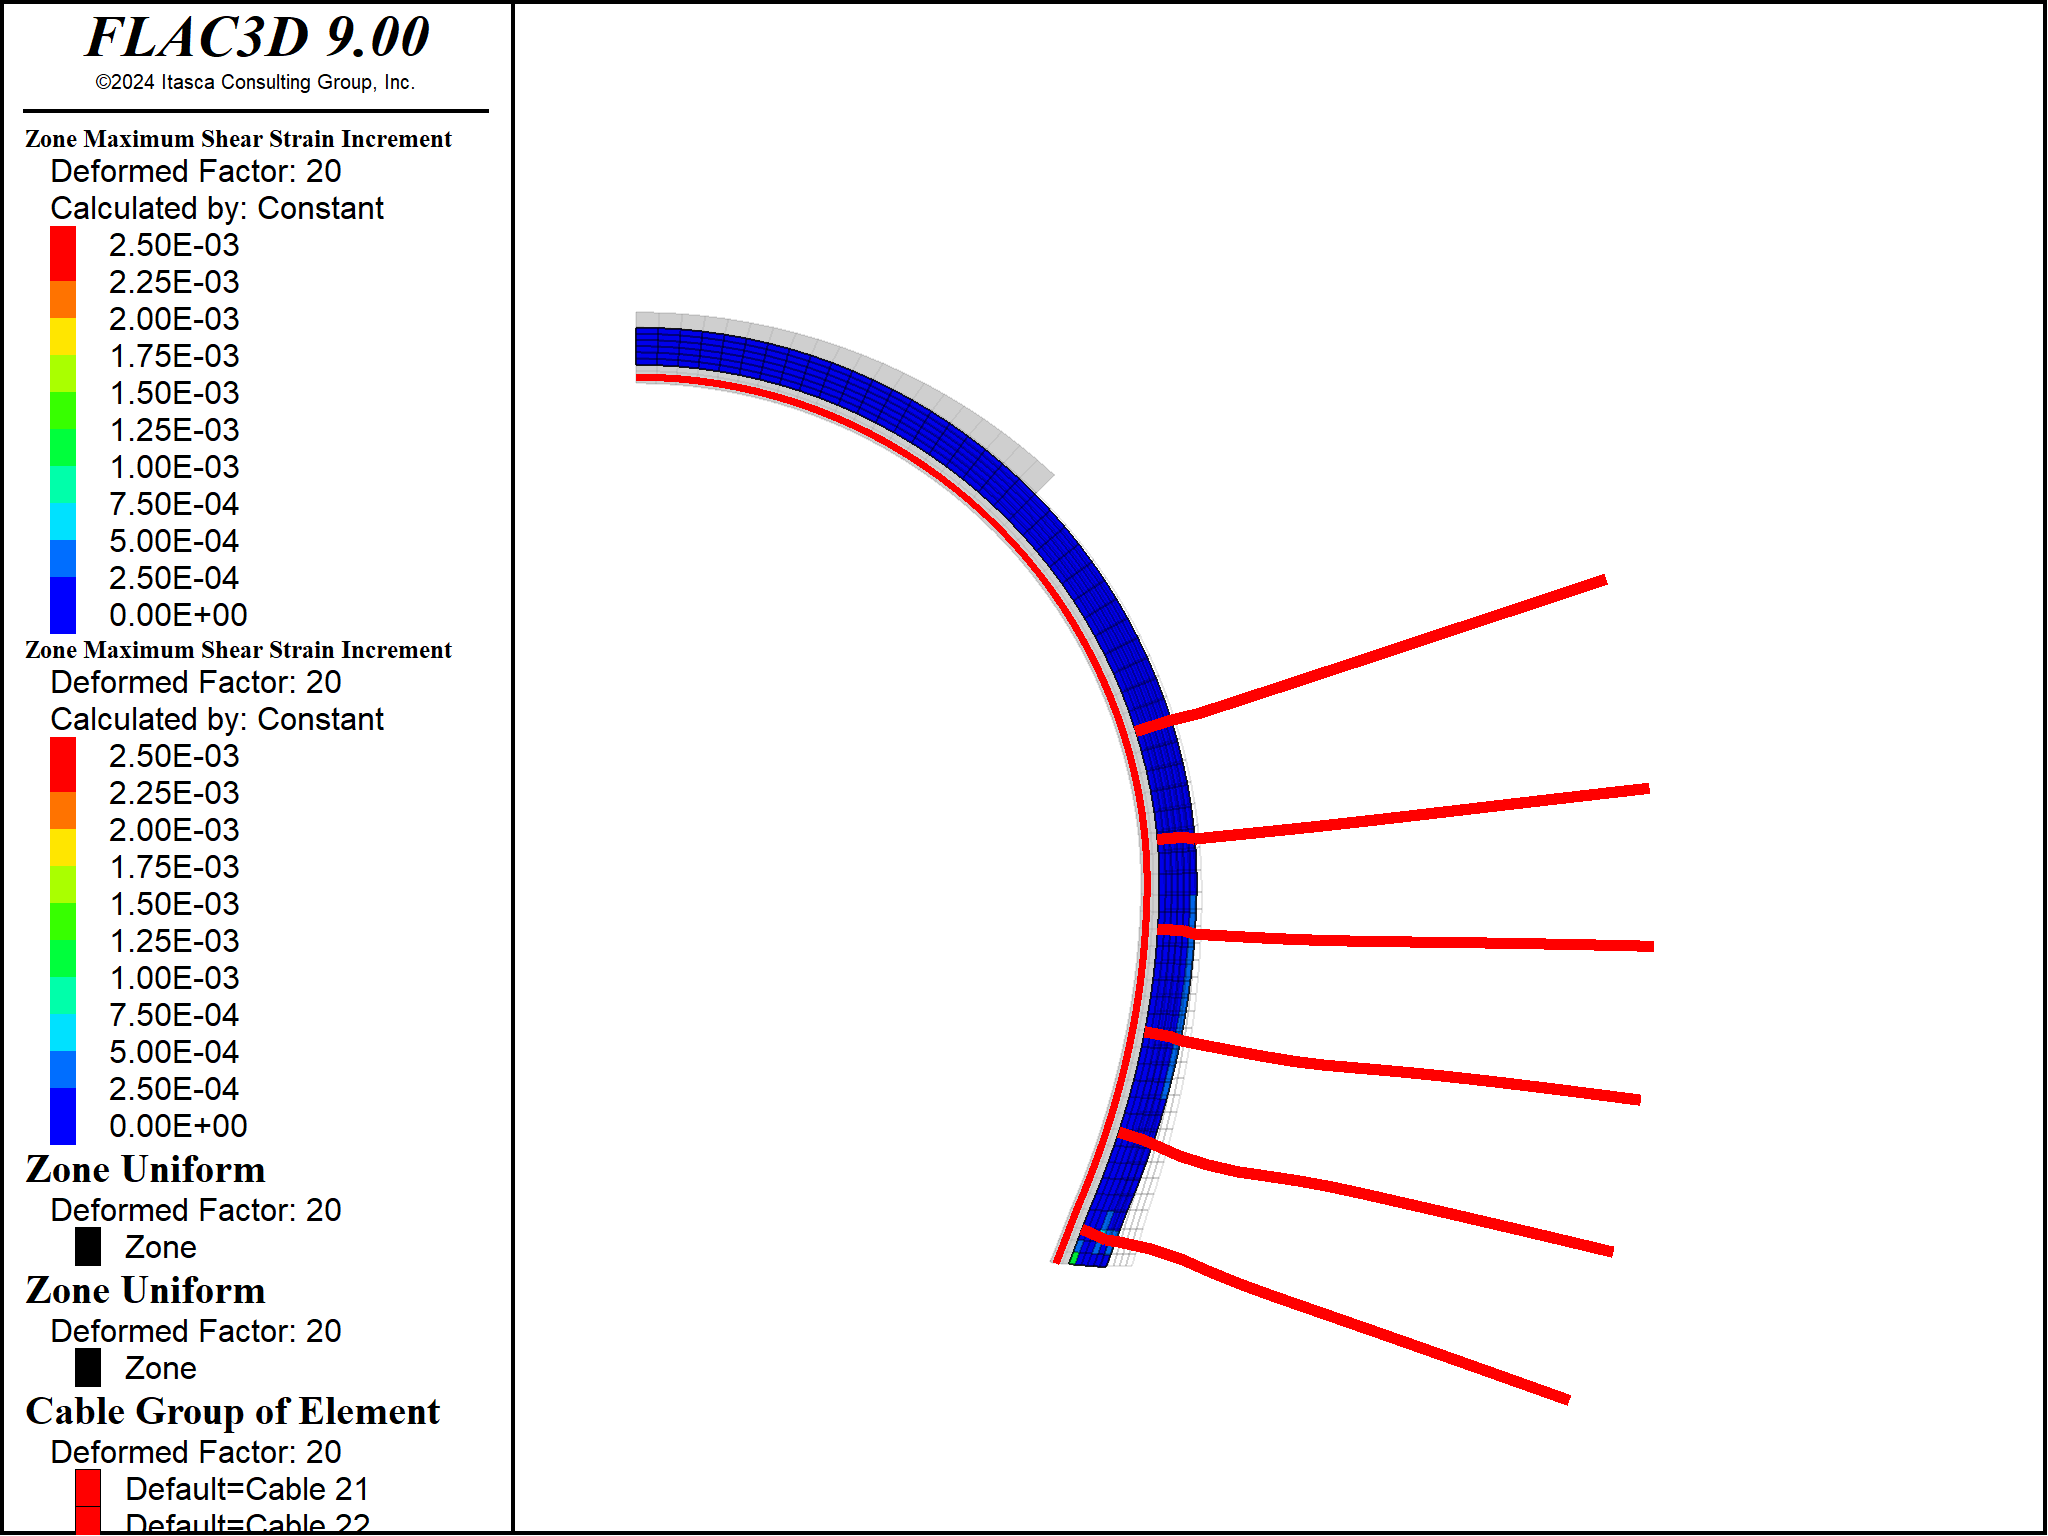 FLAC3D 9.00
©2024 Itasca Consulting Group, Inc.
Zone Maximum Shear Strain Increment
Deformed Factor: 20
Calculated by: Constant
2.50E-03
2.25E-03
2.00E-03
1.75E-03
1.50E-03
1.25E-03
1.00E-03
7.50E-04
5.00E-04
2.50E-04
0.00E+00
Zone Maximum Shear Strain Increment
Deformed Factor: 20
Calculated by: Constant
2.50E-03
2.25E-03
2.00E-03
1.75E-03
1.50E-03
1.25E-03
1.00E-03
7.50E-04
5.00E-04
2.50E-04
0.00E+00
Zone Uniform
Deformed Factor: 20
Zone
Zone Uniform
Deformed Factor: 20
Zone
Cable Group of Element
Deformed Factor: 20
Default=Cable 21
Default=Cable 22